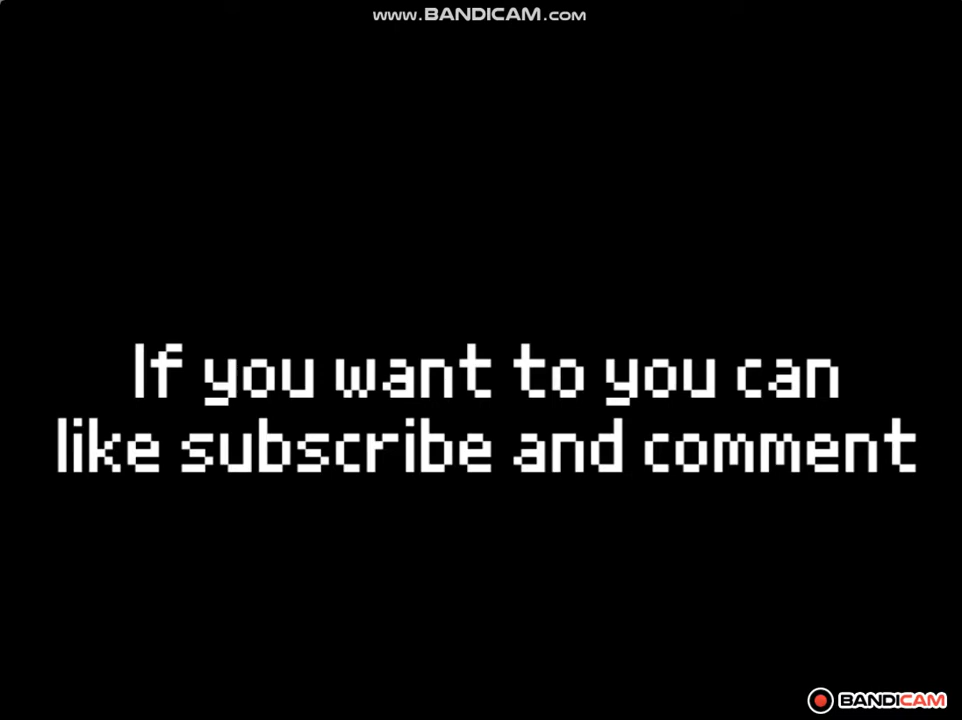 www.BANDICAM.com
If you want to you can
like subscribe and comment
BANDICAM